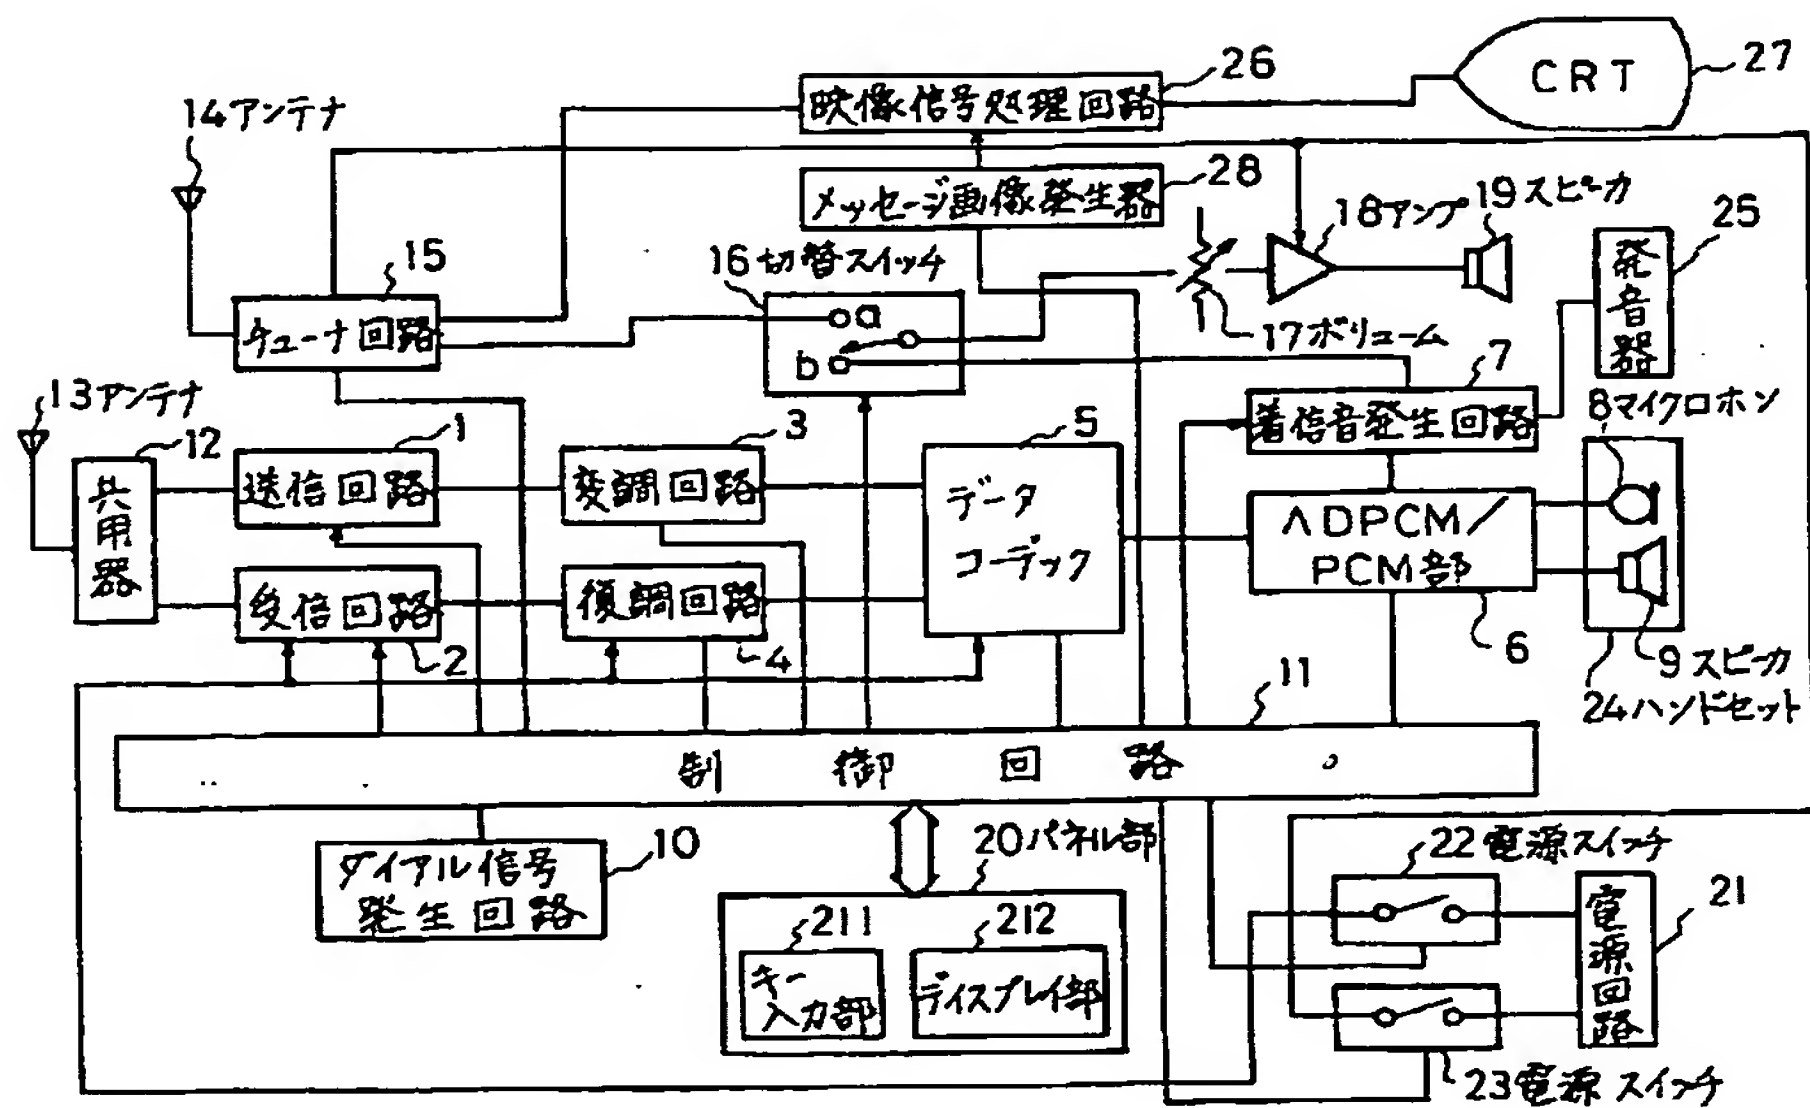 26
CRT
27
映像信号処理回路
14アンテナ
28
メッセージ画像発生器
19スピーカ
18アンプ
25
発音器
15
16切替スイッチ
チューナ回路
a
b
17ボリューム
7
着信音発生回路
8マイクロホン
13アンテナ
12
共用器
1
送信回路
3
変調回路
5
データ
コーデック
ADPCM/
PCM部
6
受信回路
2
復調回路
4
9スピーカ
24ハンドセット
11
制御回路
10
ダイアル信号
発生回路
20パネル部
211
キー
入力部
212
ディスプレイ部
22電源スイッチ
21
電源回路
23電源スイッチ